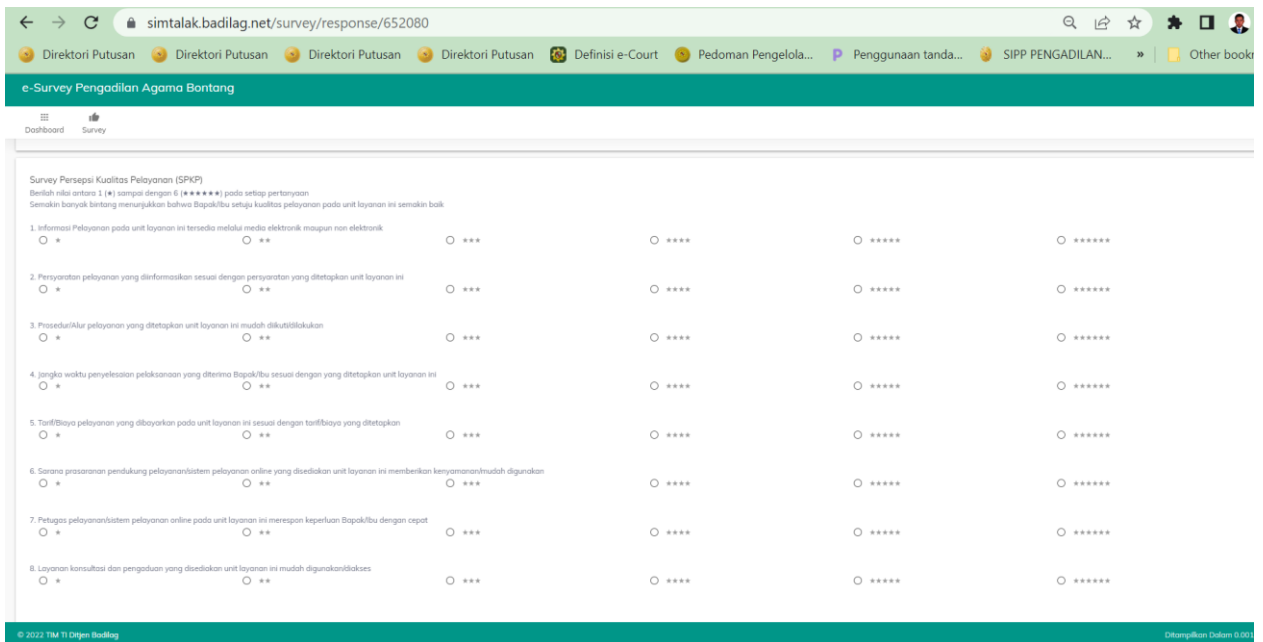 simtalak.badilag.net/survey/response/652080
Direktori Putusan Direktori Putusan Direktori Putusan Direktori Putusan Definisi e-Court Pedoman Pengelola... Penggunaan tanda... SIPP PENGADILAN... » Other bookr
e-Survey Pengadilan Agama Bontang
Dashboard Survey
Survey Persepsi Kualitas Pelayanan (SPKP)
Berilah nilai antara 1 (★) sampai dengan 6 (★★★★★★) pada setiap pertanyaan
Semakin banyak bintang menunjukkan bahwa Bapak/Ibu setuju kualitas pelayanan pada unit layanan ini semakin baik
1. Informasi Pelayanan pada unit layanan ini tersedia melalui media elektronik maupun non elektronik
★ ★★ ★★★ ★★★★ ★★★★★ ★★★★★★
2. Persyaratan pelayanan yang diinformasikan sesuai dengan persyaratan yang ditetapkan unit layanan ini
★ ★★ ★★★ ★★★★ ★★★★★ ★★★★★★
3. Prosedur/Alur pelayanan yang ditetapkan unit layanan ini mudah diikuti/dilakukan
★ ★★ ★★★ ★★★★ ★★★★★ ★★★★★★
4. Jangka waktu penyelesaian pelaksanaan yang diterima Bapak/Ibu sesuai dengan yang ditetapkan unit layanan ini
★ ★★ ★★★ ★★★★ ★★★★★ ★★★★★★
5. Tarif/Biaya pelayanan yang dibayarkan pada unit layanan ini sesuai dengan tarif/biaya yang ditetapkan
★ ★★ ★★★ ★★★★ ★★★★★ ★★★★★★
6. Sarana prasaranan pendukung pelayanan/sistem pelayanan online yang disediakan unit layanan ini memberikan kenyamanan/mudah digunakan
★ ★★ ★★★ ★★★★ ★★★★★ ★★★★★★
7. Petugas pelayanan/sistem pelayanan online pada unit layanan ini merespon keperluan Bapak/Ibu dengan cepat
★ ★★ ★★★ ★★★★ ★★★★★ ★★★★★★
8. Layanan konsultasi dan pengaduan yang disediakan unit layanan ini mudah digunakan/diakses
★ ★★ ★★★ ★★★★ ★★★★★ ★★★★★★
© 2022 TIM TI Ditjen Badilag Ditampilkan Dalam 0.001